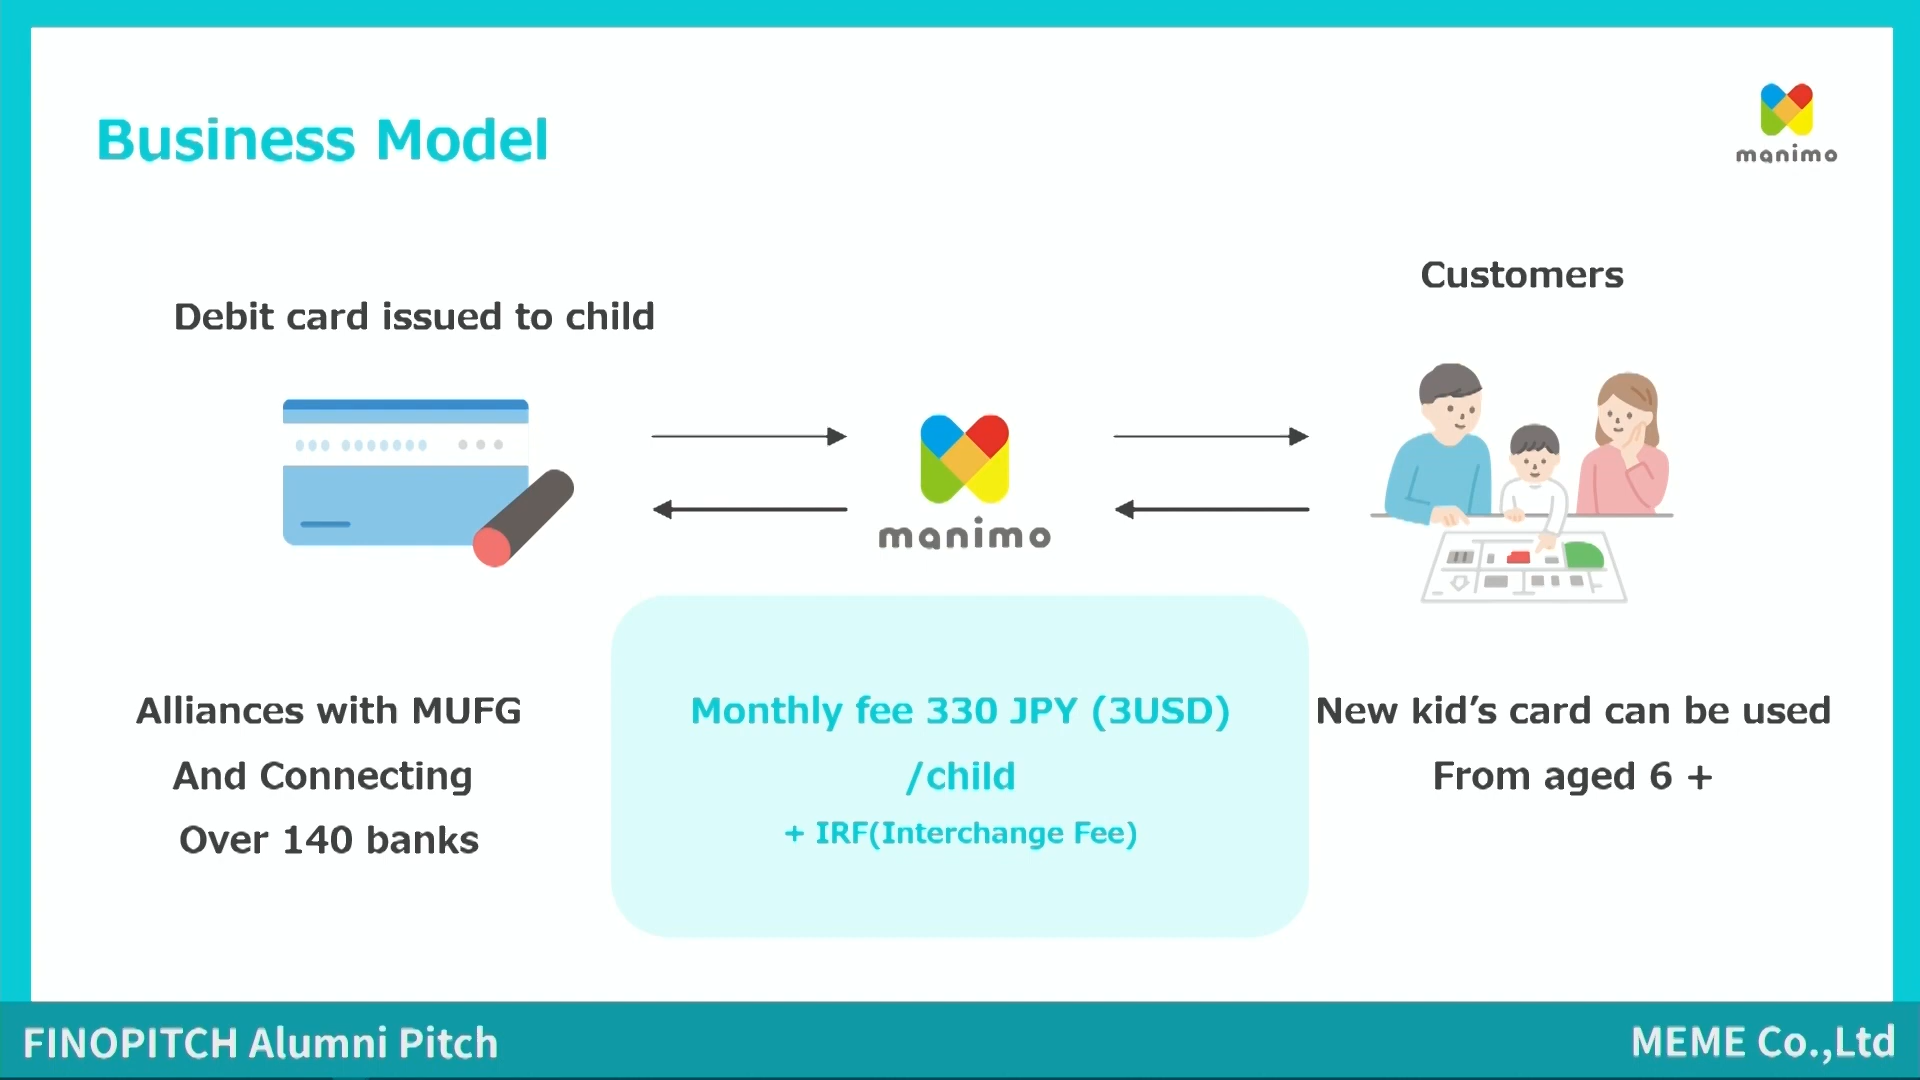 Business Model
manimo
Customers
Debit card issued to child
manimo
Alliances with MUFG
And Connecting
Over 140 banks
Monthly fee 330 JPY (3USD)
/child
+ IRF(Interchange Fee)
New kid’s card can be used
From aged 6 +
FINOPITCH Alumni Pitch
MEME Co.,Ltd